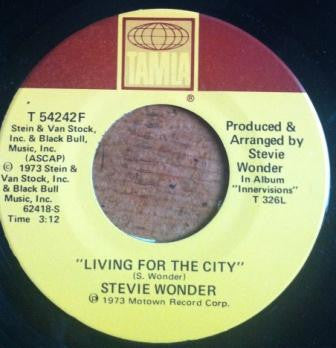 TAMLA
®
T 54242F
Stein & Van Stock,
Inc. & Black Bull,
Music, Inc.
(ASCAP)
© 1973 Stein &
Van Stock, Inc.
& Black Bull
Music, Inc.
62418-S
Time 3:12
Produced &
Arranged by
Stevie
Wonder
In Album
"Innervisions"
T 326L
"LIVING FOR THE CITY"
(S. Wonder)
STEVIE WONDER
℗ 1973 Motown Record Corp.